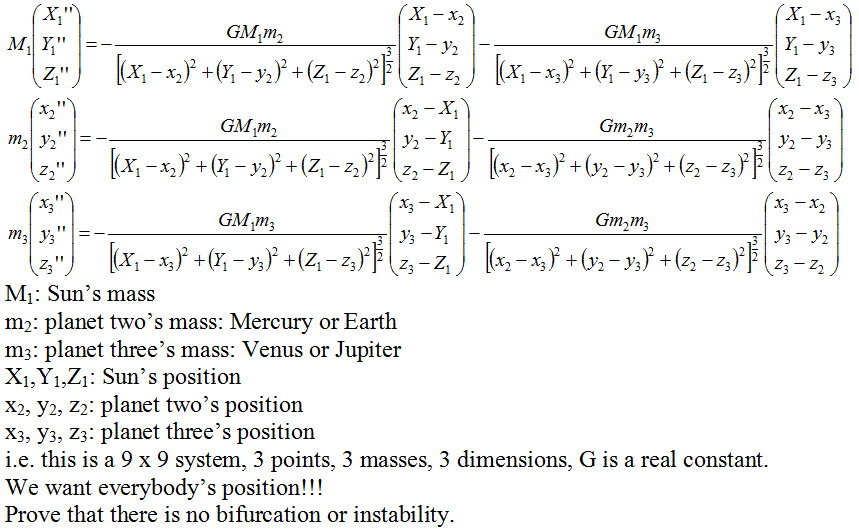 M₁(X₁'' Y₁'' Z₁'') = − GM₁m₂ / [(X₁ − x₂)² + (Y₁ − y₂)² + (Z₁ − z₂)²]^(3/2) (X₁ − x₂ Y₁ − y₂ Z₁ − z₂) − GM₁m₃ / [(X₁ − x₃)² + (Y₁ − y₃)² + (Z₁ − z₃)²]^(3/2) (X₁ − x₃ Y₁ − y₃ Z₁ − z₃)
m₂(x₂'' y₂'' z₂'') = − GM₁m₂ / [(X₁ − x₂)² + (Y₁ − y₂)² + (Z₁ − z₂)²]^(3/2) (x₂ − X₁ y₂ − Y₁ z₂ − Z₁) − Gm₂m₃ / [(x₂ − x₃)² + (y₂ − y₃)² + (z₂ − z₃)²]^(3/2) (x₂ − x₃ y₂ − y₃ z₂ − z₃)
m₃(x₃'' y₃'' z₃'') = − GM₁m₃ / [(X₁ − x₃)² + (Y₁ − y₃)² + (Z₁ − z₃)²]^(3/2) (x₃ − X₁ y₃ − Y₁ z₃ − Z₁) − Gm₂m₃ / [(x₂ − x₃)² + (y₂ − y₃)² + (z₂ − z₃)²]^(3/2) (x₃ − x₂ y₃ − y₂ z₃ − z₂)
M₁: Sun's mass
m₂: planet two's mass: Mercury or Earth
m₃: planet three's mass: Venus or Jupiter
X₁,Y₁,Z₁: Sun's position
x₂, y₂, z₂: planet two's position
x₃, y₃, z₃: planet three's position
i.e. this is a 9 x 9 system, 3 points, 3 masses, 3 dimensions, G is a real constant.
We want everybody's position!!!
Prove that there is no bifurcation or instability.